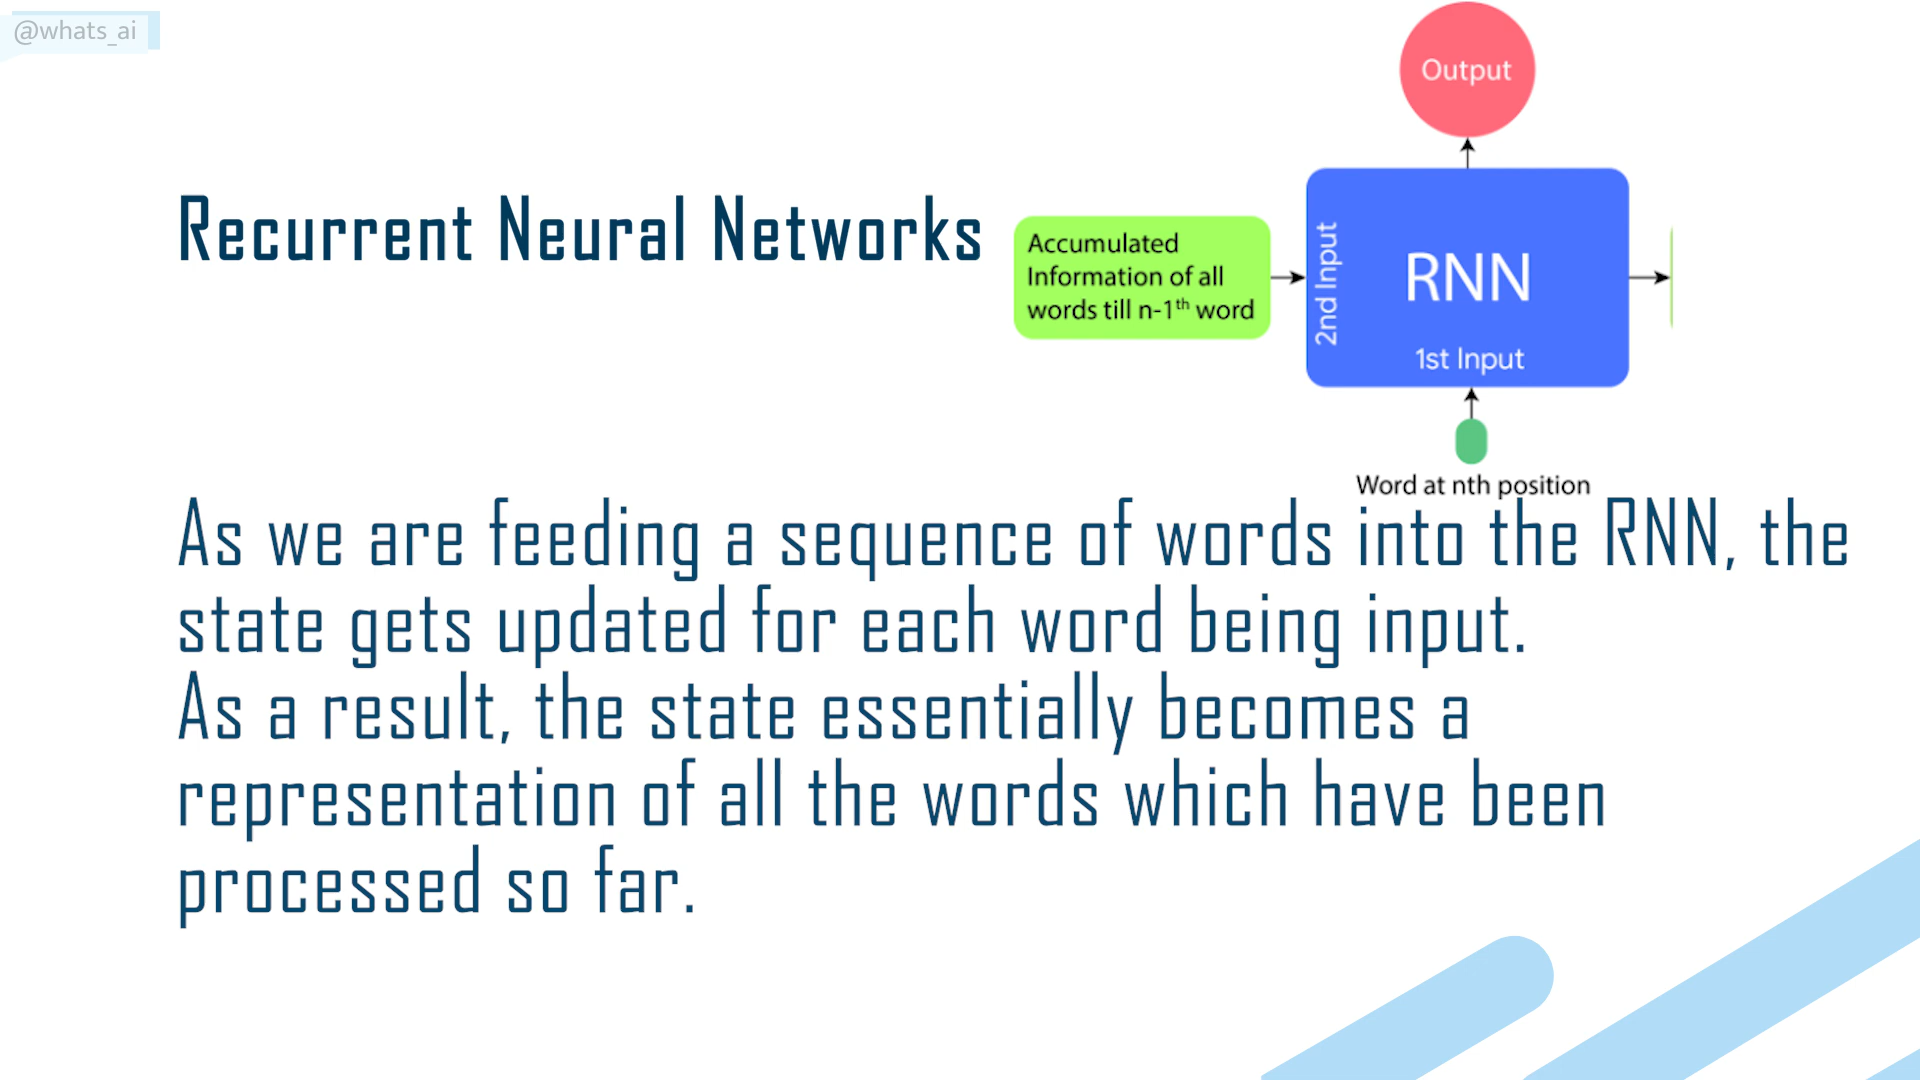 @whats_ai
Output
Recurrent Neural Networks
Accumulated
Information of all
words till n-1th word
2nd Input
RNN
1st Input
Word at nth position
As we are feeding a sequence of words into the RNN, the
state gets updated for each word being input.
As a result, the state essentially becomes a
representation of all the words which have been
processed so far.